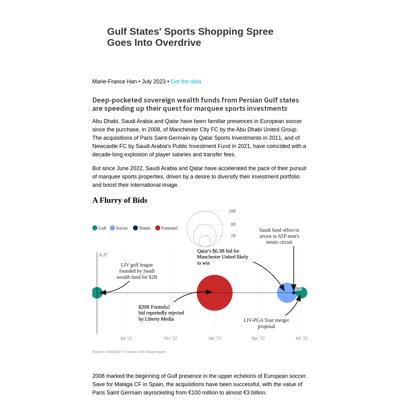 Gulf States' Sports Shopping Spree
Goes Into Overdrive
Marie-France Han • July 2023 • Get the data
Deep-pocketed sovereign wealth funds from Persian Gulf states
are speeding up their quest for marquee sports investments
Abu Dhabi, Saudi Arabia and Qatar have been familiar presences in European soccer
since the purchase, in 2008, of Manchester City FC by the Abu Dhabi United Group.
The acquisitions of Paris Saint-Germain by Qatar Sports Investments in 2011, and of
Newcastle FC by Saudi Arabia's Public Investment Fund in 2021, have coincided with a
decade-long explosion of player salaries and transfer fees.
But since June 2022, Saudi Arabia and Qatar have accelerated the pace of their pursuit
of marquee sports properties, driven by a desire to diversify their investment portfolio
and boost their international image.
A Flurry of Bids
20B
8B
2B
Golf Soccer Tennis Formula1
Saudi fund offers to
invest in ATP men's
tennis circuit
Qatar's $6.3B bid for
Manchester United likely
to win
LIV golf league
founded by Saudi
wealth fund for $2B
$20B Formula1
bid reportedly rejected
by Liberty Media
LIV-PGA Tour merger
proposal
Jul '22
Oct '22
Jan '23
Apr '23
Jul '23
2008 marked the beginning of Gulf presence in the upper echelons of European soccer.
Save for Malaga CF in Spain, the acquisitions have been successful, with the value of
Paris Saint Germain skyrocketing from €100 million to almost €3 billion.